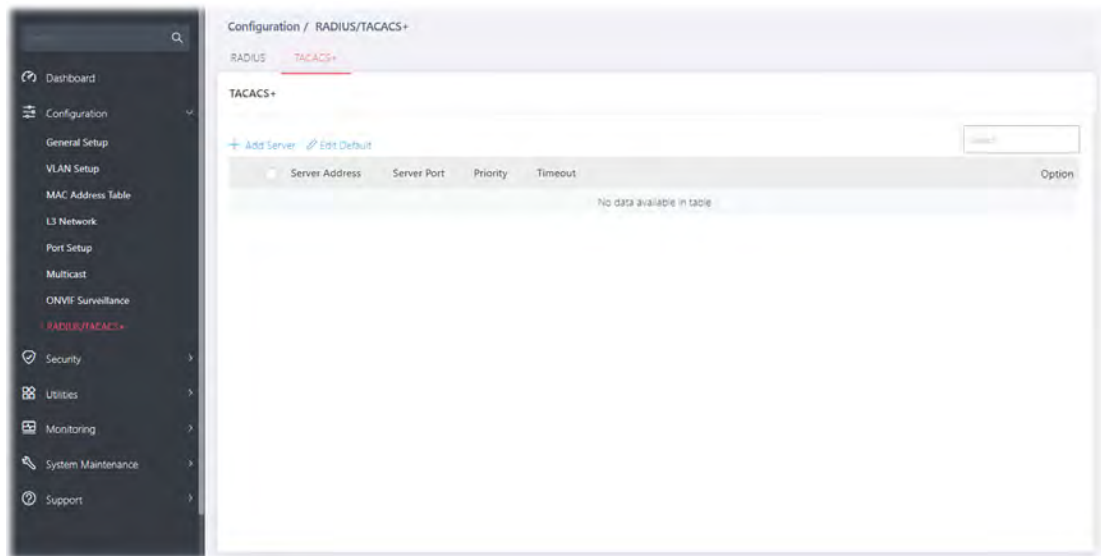 Search
Dashboard
Configuration
General Setup
VLAN Setup
MAC Address Table
L3 Network
Port Setup
Multicast
ONVIF Surveillance
RADIUS/TACACS+
Security
Utilities
Monitoring
System Maintenance
Support
Configuration / RADIUS/TACACS+
RADIUS TACACS+
TACACS+
+ Add Server Edit Default
Search
Server Address Server Port Priority Timeout Option
No data available in table